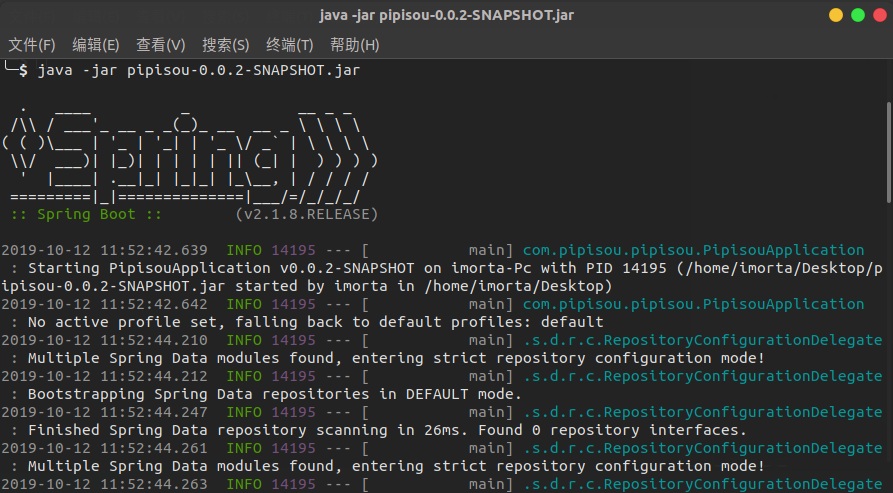 java -jar pipisou-0.0.2-SNAPSHOT.jar
文件(F) 编辑(E) 查看(V) 搜索(S) 终端(T) 帮助(H)
╰─$ java -jar pipisou-0.0.2-SNAPSHOT.jar
  .   ____          _            __ _ _
 /\\ / ___'_ __ _ _(_)_ __  __ _ \ \ \ \
( ( )\___ | '_ | '_| | '_ \/ _` | \ \ \ \
 \\/  ___)| |_)| | | | | || (_| |  ) ) ) )
  '  |____| .__|_| |_|_| |_\__, | / / / /
 =========|_|==============|___/=/_/_/_/
 :: Spring Boot ::        (v2.1.8.RELEASE)
2019-10-12 11:52:42.639  INFO 14195 --- [           main] com.pipisou.pipisou.PipisouApplication
 : Starting PipisouApplication v0.0.2-SNAPSHOT on imorta-Pc with PID 14195 (/home/imorta/Desktop/p
ipisou-0.0.2-SNAPSHOT.jar started by imorta in /home/imorta/Desktop)
2019-10-12 11:52:42.642  INFO 14195 --- [           main] com.pipisou.pipisou.PipisouApplication
 : No active profile set, falling back to default profiles: default
2019-10-12 11:52:44.210  INFO 14195 --- [           main] .s.d.r.c.RepositoryConfigurationDelegate
 : Multiple Spring Data modules found, entering strict repository configuration mode!
2019-10-12 11:52:44.212  INFO 14195 --- [           main] .s.d.r.c.RepositoryConfigurationDelegate
 : Bootstrapping Spring Data repositories in DEFAULT mode.
2019-10-12 11:52:44.247  INFO 14195 --- [           main] .s.d.r.c.RepositoryConfigurationDelegate
 : Finished Spring Data repository scanning in 26ms. Found 0 repository interfaces.
2019-10-12 11:52:44.261  INFO 14195 --- [           main] .s.d.r.c.RepositoryConfigurationDelegate
 : Multiple Spring Data modules found, entering strict repository configuration mode!
2019-10-12 11:52:44.263  INFO 14195 --- [           main] .s.d.r.c.RepositoryConfigurationDelegate